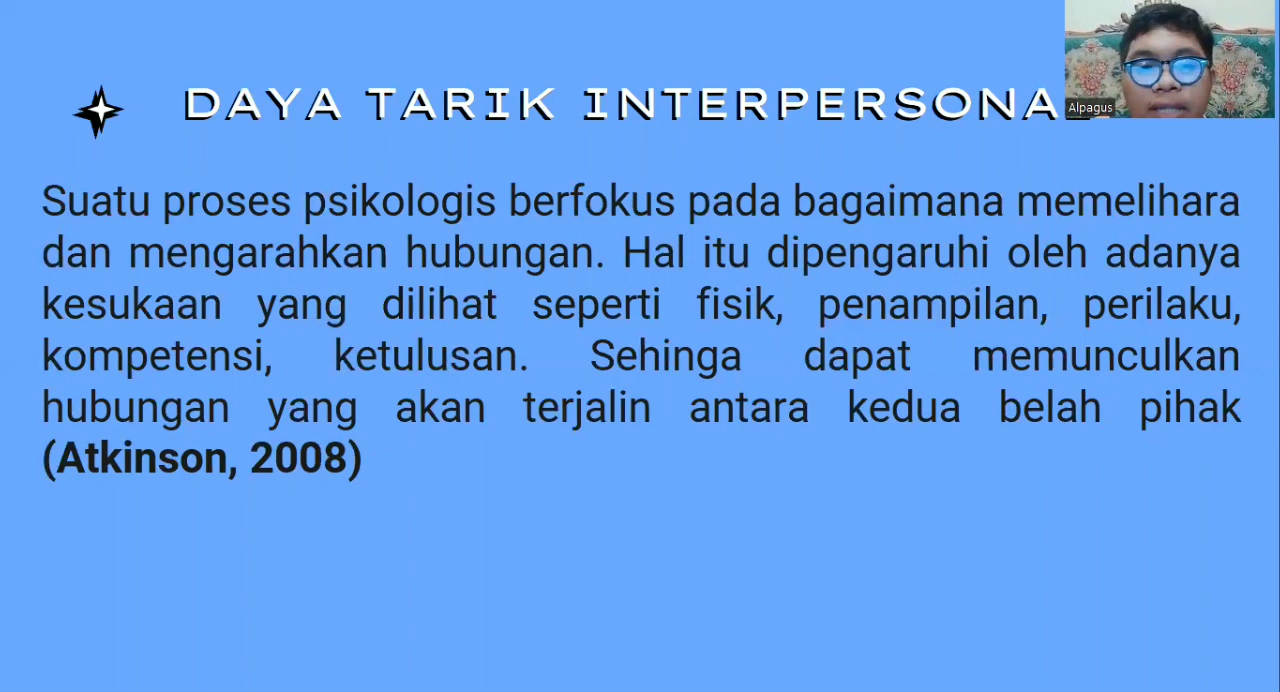 DAYA TARIK INTERPERSONAL
Alpagus
Suatu proses psikologis berfokus pada bagaimana memelihara
dan mengarahkan hubungan. Hal itu dipengaruhi oleh adanya
kesukaan yang dilihat seperti fisik, penampilan, perilaku,
kompetensi, ketulusan. Sehinga dapat memunculkan
hubungan yang akan terjalin antara kedua belah pihak
(Atkinson, 2008)